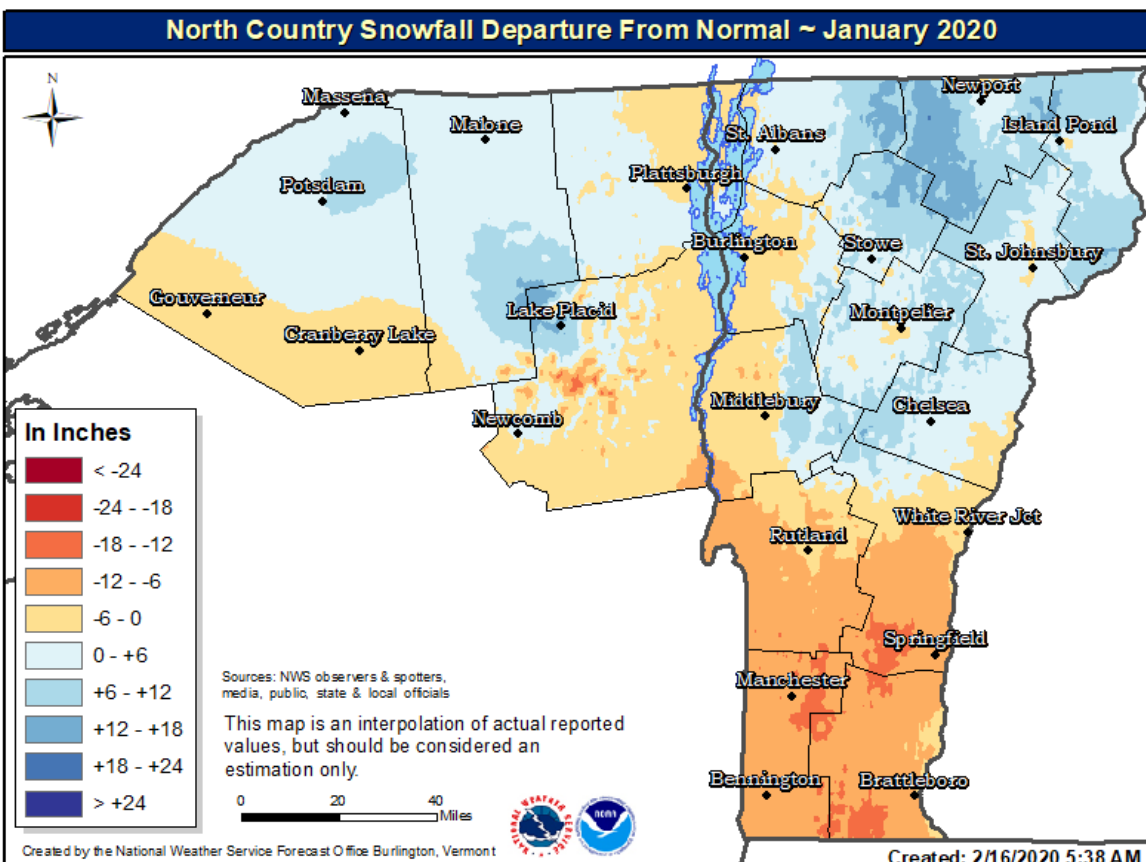 North Country Snowfall Departure From Normal ~ January 2020
N
Massena
Malone
Newport
Island Pond
St. Albans
Potsdam
Plattsburgh
Burlington
Stowe
St. Johnsbury
Gouverneur
Lake Placid
Montpelier
Cranberry Lake
Middlebury
Chelsea
Newcomb
White River Jct
Rutland
Springfield
Manchester
Bennington
Brattleboro
In Inches
< -24
-24 - -18
-18 - -12
-12 - -6
-6 - 0
0 - +6
+6 - +12
+12 - +18
+18 - +24
> +24
Sources: NWS observers & spotters,
media, public, state & local officials
This map is an interpolation of actual reported
values, but should be considered an
estimation only.
0 20 40
Miles
NATIONAL WEATHER SERVICE
noaa
Created by the National Weather Service Forecast Office Burlington, Vermont
Created: 2/16/2020 5:38 AM